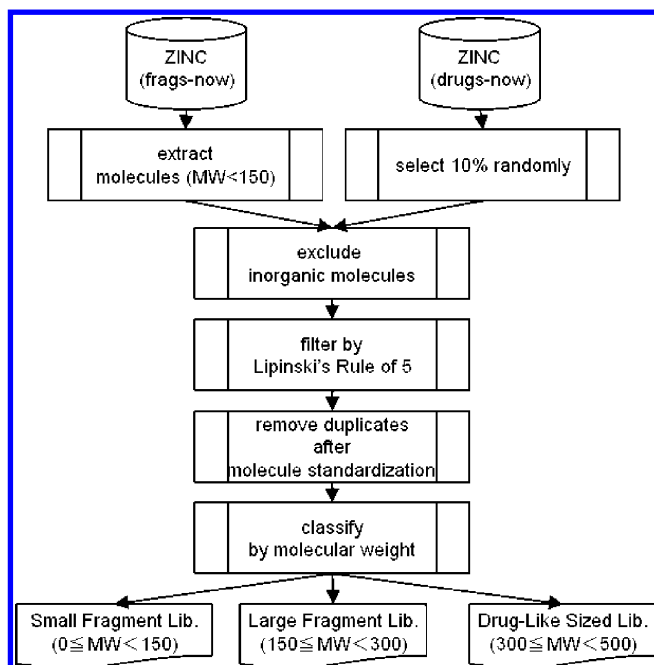 ZINC
(frags-now)
ZINC
(drugs-now)
extract
molecules (MW<150)
select 10% randomly
exclude
inorganic molecules
filter by
Lipinski's Rule of 5
remove duplicates
after
molecule standardization
classify
by molecular weight
Small Fragment Lib.
(0≦MW<150)
Large Fragment Lib.
(150≦MW<300)
Drug-Like Sized Lib.
(300≦MW<500)